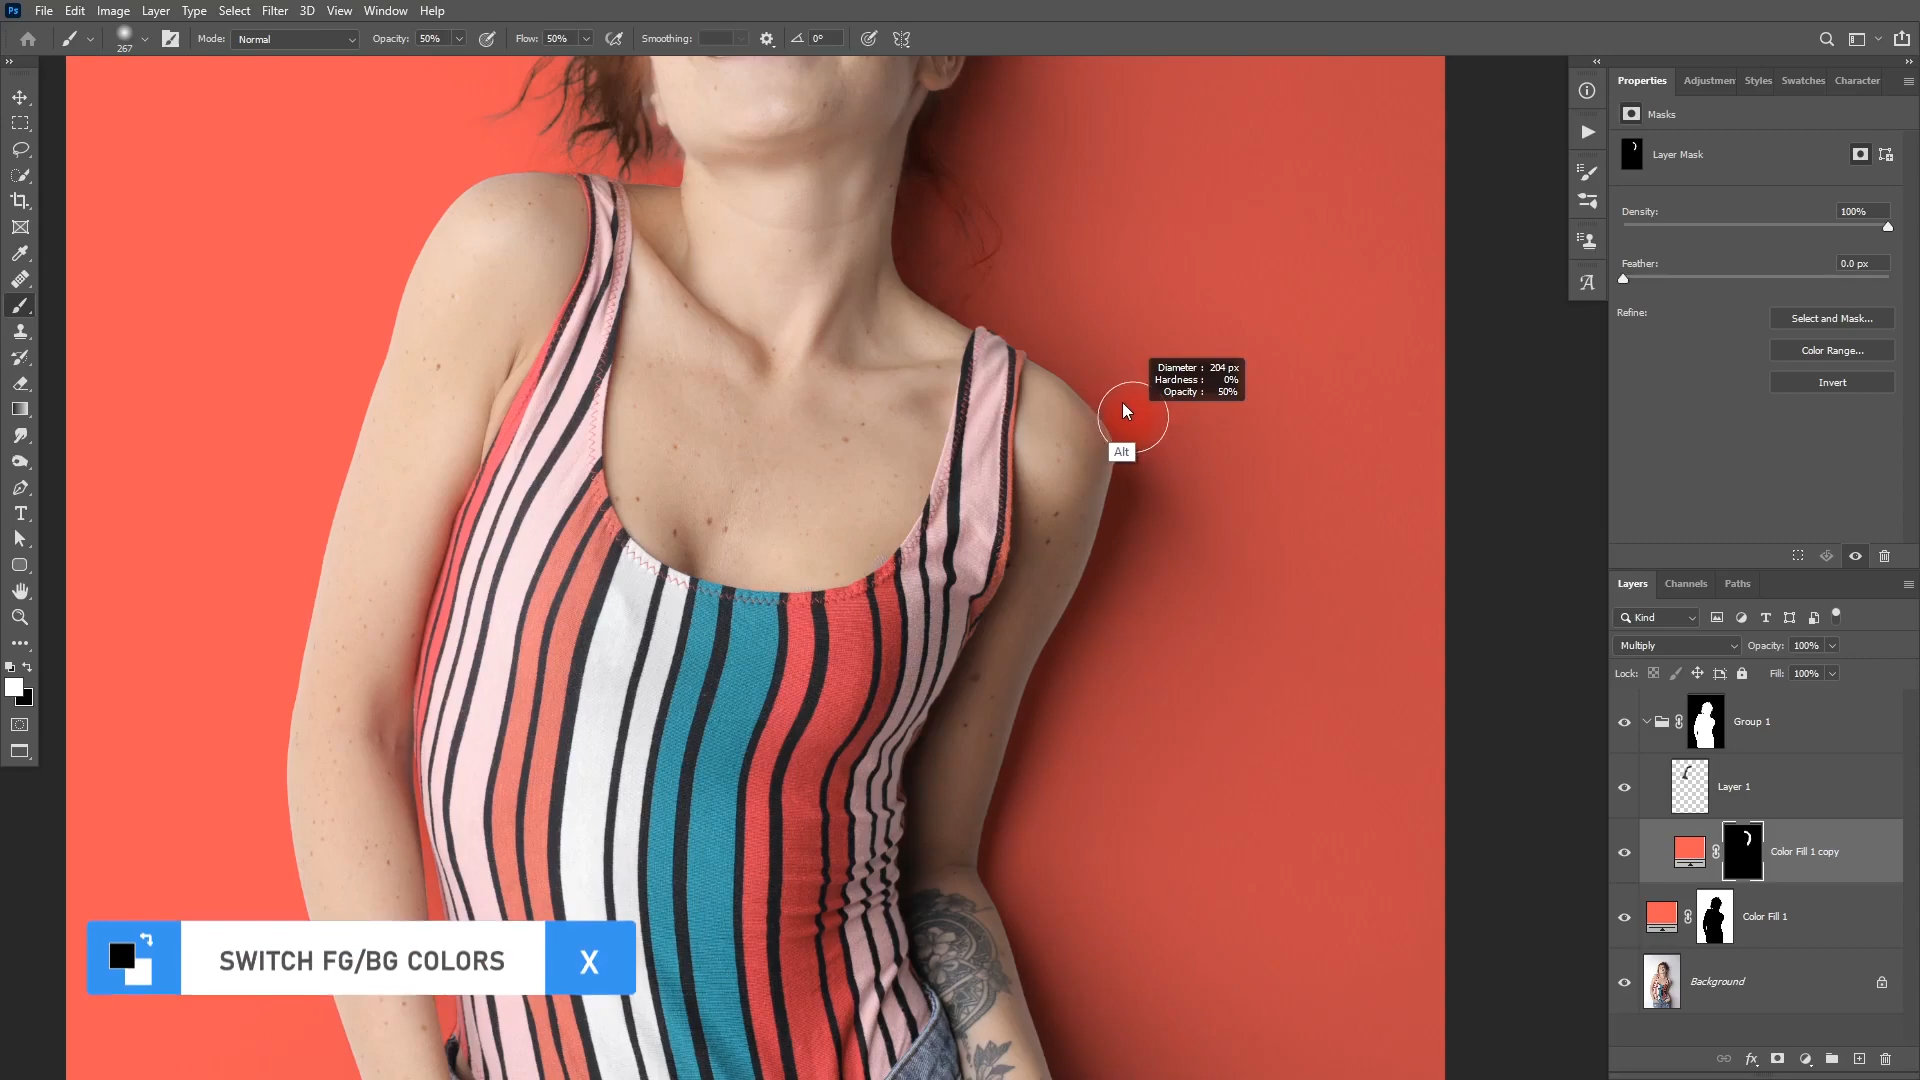 Ps File Edit Image Layer Type Select Filter 3D View Window Help
267 Mode: Normal Opacity: 50% Flow: 50% Smoothing: 0°
Properties Adjustmen Styles Swatches Character
Masks
Layer Mask
Density: 100%
Feather: 0.0 px
Refine: Select and Mask...
Color Range...
Invert
Diameter : 204 px
Hardness : 0%
Opacity : 50%
Alt
Layers Channels Paths
Kind
Multiply Opacity: 100%
Lock: Fill: 100%
Group 1
Layer 1
Color Fill 1 copy
Color Fill 1
Background
SWITCH FG/BG COLORS X